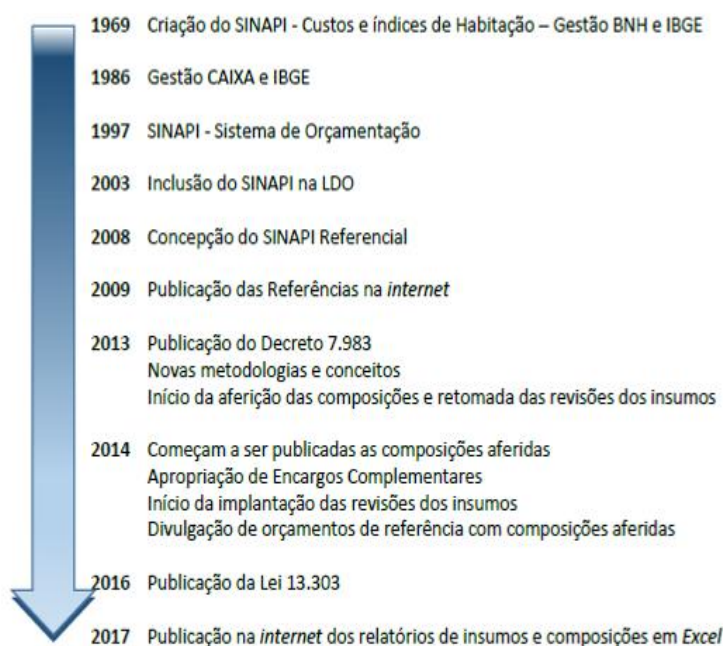 1969 Criação do SINAPI - Custos e índices de Habitação – Gestão BNH e IBGE
1986 Gestão CAIXA e IBGE
1997 SINAPI - Sistema de Orçamentação
2003 Inclusão do SINAPI na LDO
2008 Concepção do SINAPI Referencial
2009 Publicação das Referências na internet
2013 Publicação do Decreto 7.983
Novas metodologias e conceitos
Início da aferição das composições e retomada das revisões dos insumos
2014 Começam a ser publicadas as composições aferidas
Apropriação de Encargos Complementares
Início da implantação das revisões dos insumos
Divulgação de orçamentos de referência com composições aferidas
2016 Publicação da Lei 13.303
2017 Publicação na internet dos relatórios de insumos e composições em Excel